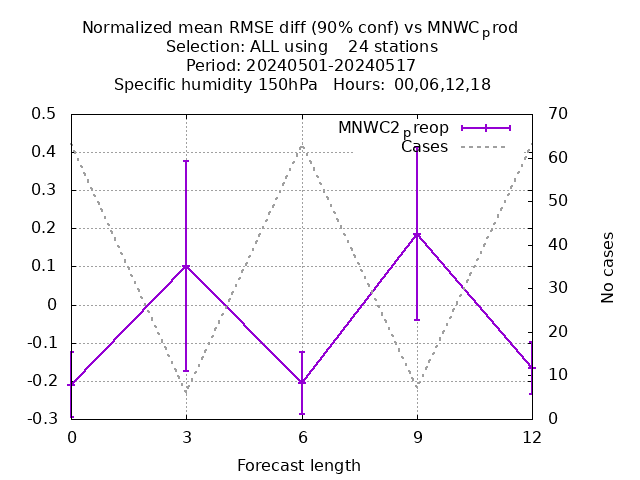 Normalized mean RMSE diff (90% conf) vs MNWCprod
Selection: ALL using    24 stations
Period: 20240501-20240517
Specific humidity 150hPa   Hours: 00,06,12,18
MNWC2preop
Cases
0.5
0.4
0.3
0.2
0.1
0
-0.1
-0.2
-0.3
70
60
50
40
30
20
10
0
No cases
0 3 6 9 12
Forecast length